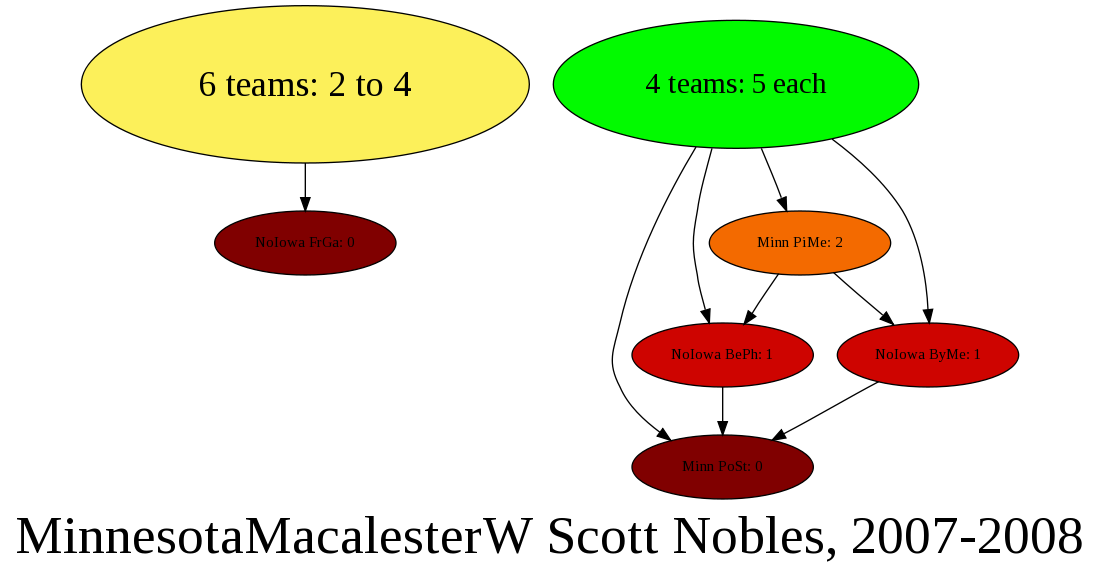 6 teams: 2 to 4
4 teams: 5 each
NoIowa FrGa: 0
Minn PiMe: 2
NoIowa BePh: 1
NoIowa ByMe: 1
Minn PoSt: 0
MinnesotaMacalesterW Scott Nobles, 2007-2008